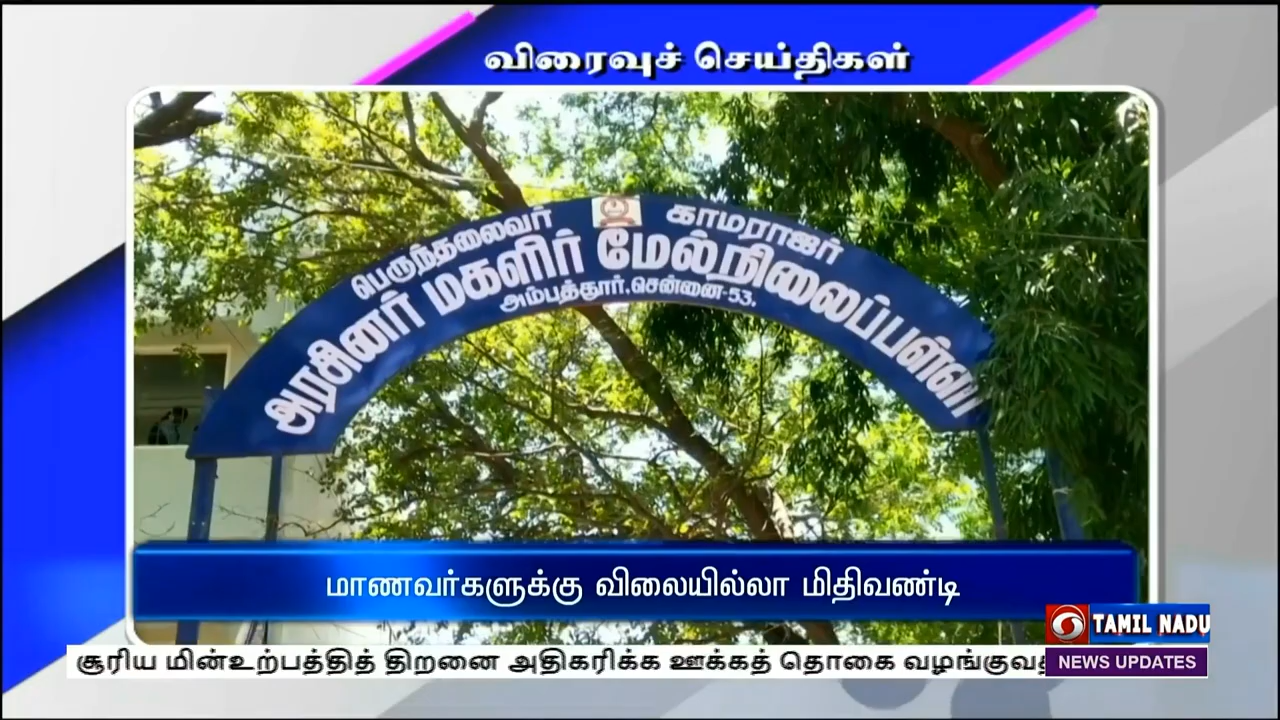 விரைவுச் செய்திகள்
பெருந்தலைவர் காமராஜர்
அரசினர் மகளிர் மேல்நிலைப்பள்ளி
அம்பத்தூர்,சென்னை-53.
மாணவர்களுக்கு விலையில்லா மிதிவண்டி
TAMIL NADU
சூரிய மின்உற்பத்தித் திறனை அதிகரிக்க ஊக்கத் தொகை
NEWS UPDATES